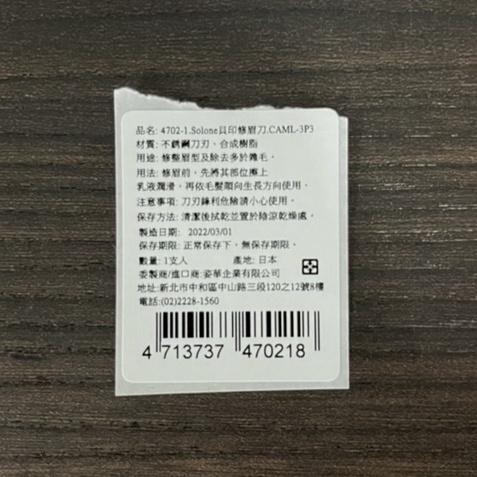 品名: 4702-1.Solone貝印修眉刀.CAML-3P3
材質: 不銹鋼刀刃、合成樹脂
用途: 修整眉型及除去多於雜毛。
用法: 修眉前，先將其部位擦上
乳液潤滑，再依毛髮順向生長方向使用。
注意事項: 刀刃鋒利危險請小心使用。
保存方法: 清潔後拭乾並置於陰涼乾燥處。
製造日期: 2022/03/01
保存期限: 正常保存下，無保存期限。
數量: 1支入 產地: 日本
委製商/進口商:姿華企業有限公司
地址:新北市中和區中山路三段120之12號8樓
電話:(02)2228-1560
4 713737 470218